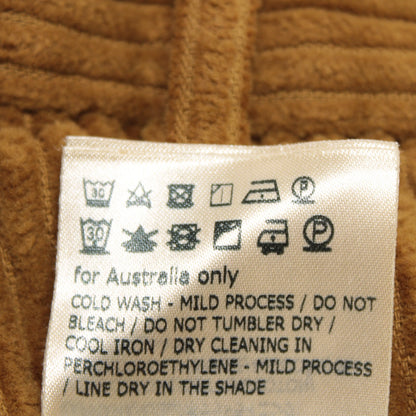 30 P
30 P
for Australia only
COLD WASH - MILD PROCESS / DO NOT
BLEACH / DO NOT TUMBLER DRY /
COOL IRON / DRY CLEANING IN
PERCHLOROETHYLENE - MILD PROCESS
/ LINE DRY IN THE SHADE